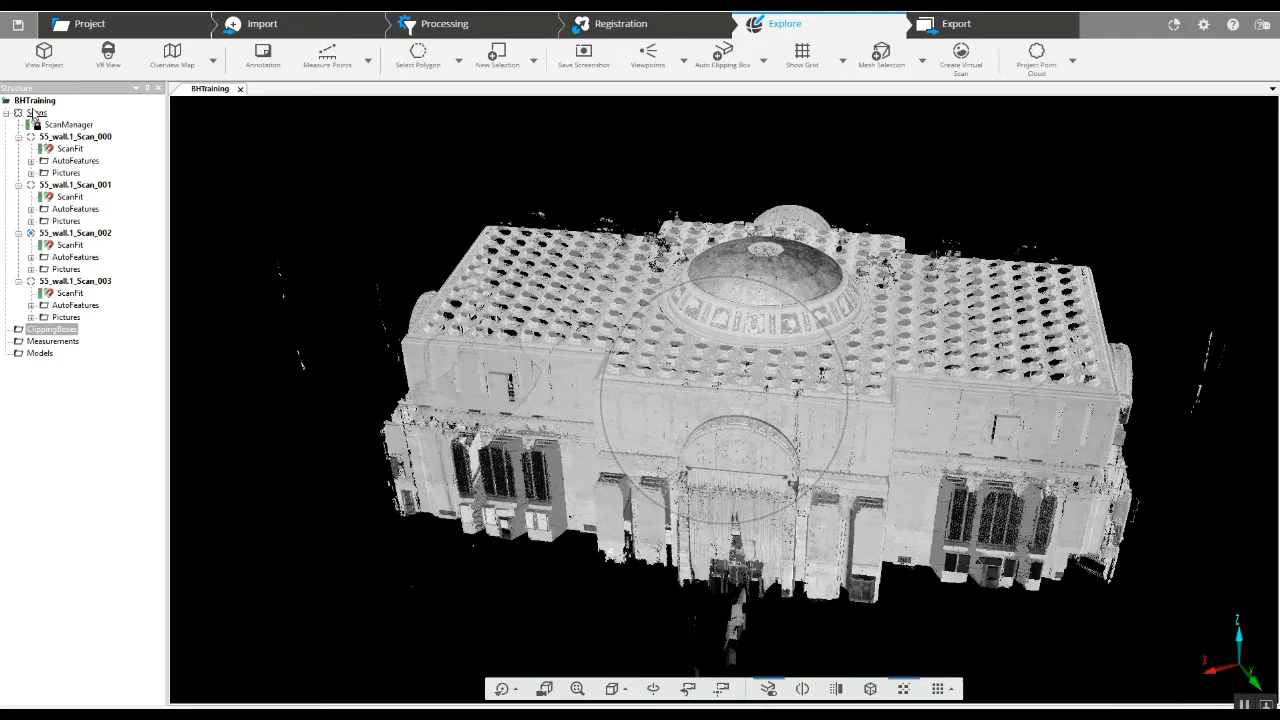 Project Import Processing Registration Explore Export
View Project VR View Overview Map Annotation Measure Points Select Polygon New Selection Save Screenshot Viewpoints Auto Clipping Box Show Grid Mesh Selection Create Virtual Scan Project Point Cloud
Structure
BHTraining
BHTraining
Scans
ScanManager
55_wall.1_Scan_000
ScanFit
AutoFeatures
Pictures
55_wall.1_Scan_001
ScanFit
AutoFeatures
Pictures
55_wall.1_Scan_002
ScanFit
AutoFeatures
Pictures
55_wall.1_Scan_003
ScanFit
AutoFeatures
Pictures
ClippingBoxes
Measurements
Models
Z
X
Y